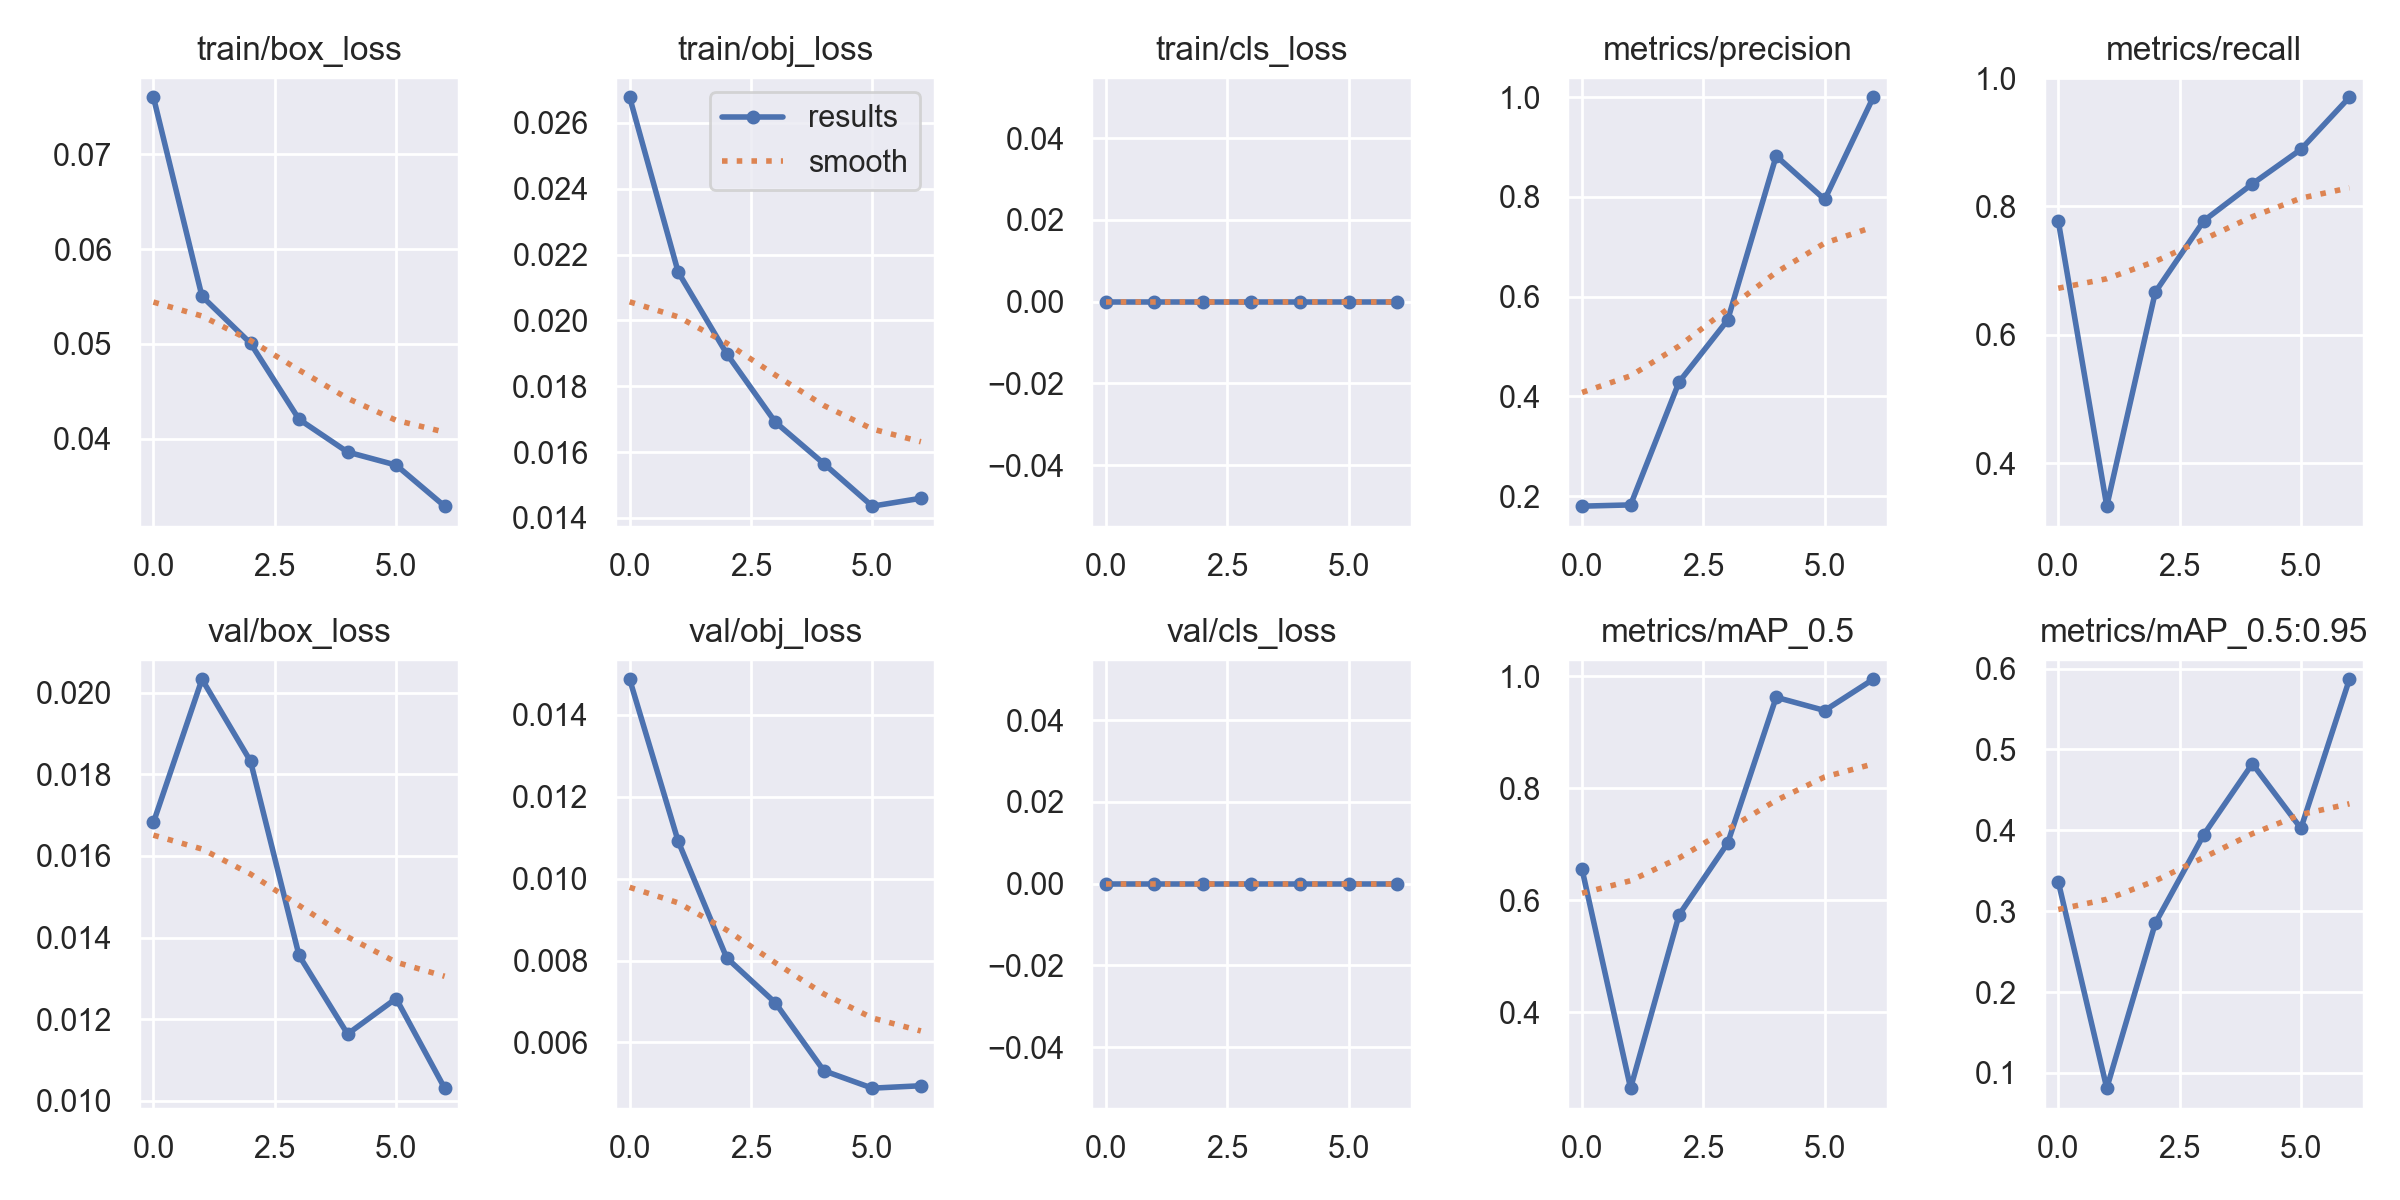 train/box_loss
0.07
0.06
0.05
0.04
0.0 2.5 5.0
train/obj_loss
results
smooth
0.026
0.024
0.022
0.020
0.018
0.016
0.014
0.0 2.5 5.0
train/cls_loss
0.04
0.02
0.00
−0.02
−0.04
0.0 2.5 5.0
metrics/precision
1.0
0.8
0.6
0.4
0.2
0.0 2.5 5.0
metrics/recall
1.0
0.8
0.6
0.4
0.0 2.5 5.0
val/box_loss
0.020
0.018
0.016
0.014
0.012
0.010
0.0 2.5 5.0
val/obj_loss
0.014
0.012
0.010
0.008
0.006
0.0 2.5 5.0
val/cls_loss
0.04
0.02
0.00
−0.02
−0.04
0.0 2.5 5.0
metrics/mAP_0.5
1.0
0.8
0.6
0.4
0.0 2.5 5.0
metrics/mAP_0.5:0.95
0.6
0.5
0.4
0.3
0.2
0.1
0.0 2.5 5.0